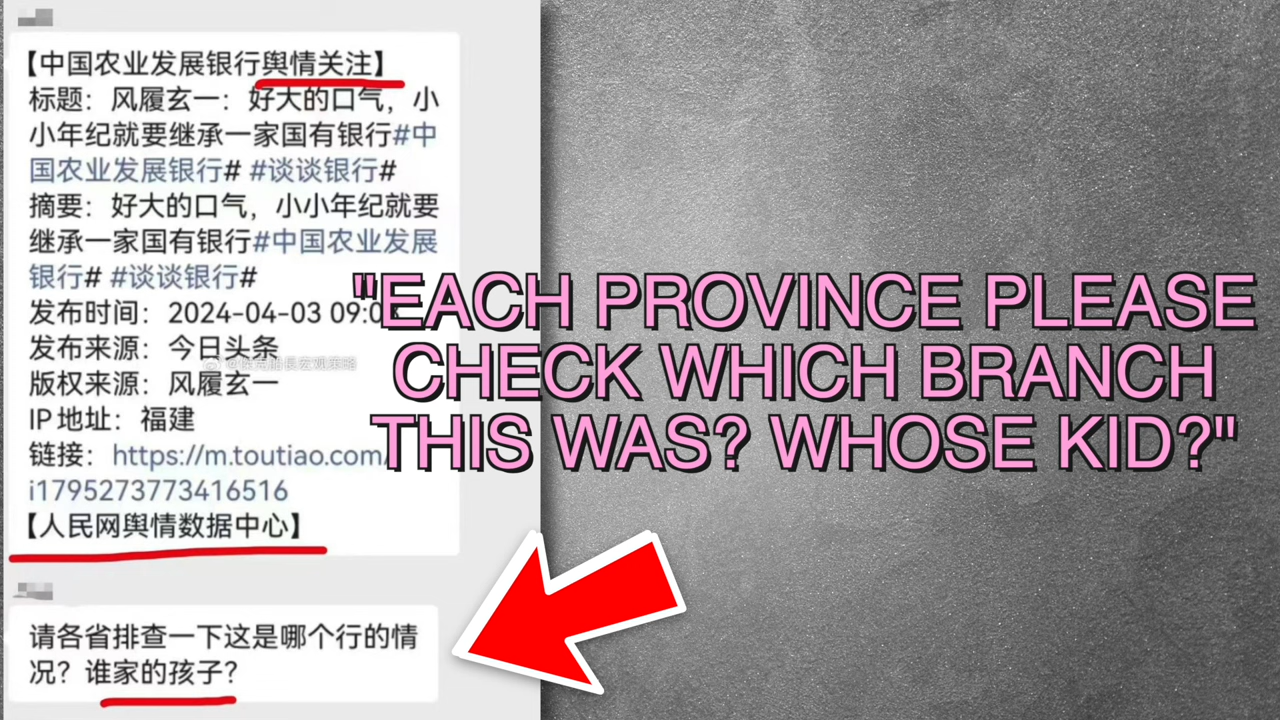 【中国农业发展银行舆情关注】
标题：风履玄一：好大的口气，小
小年纪就要继承一家国有银行#中
国农业发展银行# #谈谈银行#
摘要：好大的口气，小小年纪就要
继承一家国有银行#中国农业发展
银行# #谈谈银行#
发布时间：2024-04-03 09:0
发布来源：今日头条
版权来源：风履玄一
IP地址：福建
链接：https://m.toutiao.com/
i17952737734 16516
【人民网舆情数据中心】
请各省排查一下这是哪个行的情
况？谁家的孩子？
"EACH PROVINCE PLEASE
CHECK WHICH BRANCH
THIS WAS? WHOSE KID?"